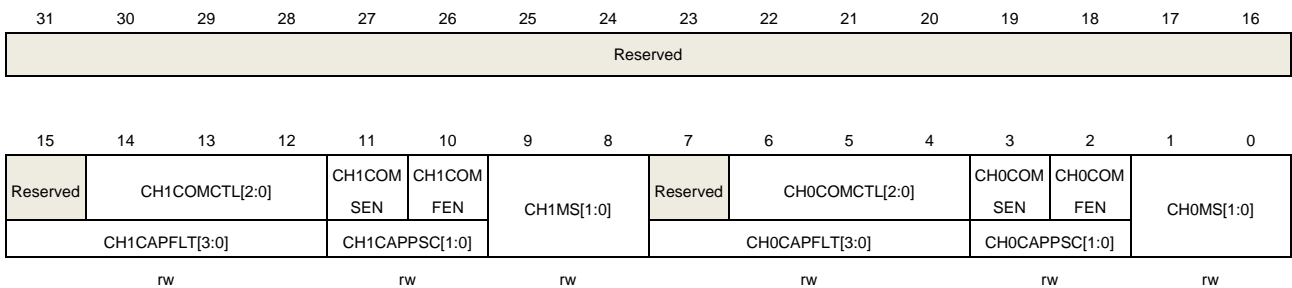 31 30 29 28 27 26 25 24 23 22 21 20 19 18 17 16
Reserved
15 14 13 12 11 10 9 8 7 6 5 4 3 2 1 0
Reserved CH1COMCTL[2:0] CH1COM SEN CH1COM FEN CH1MS[1:0] Reserved CH0COMCTL[2:0] CH0COM SEN CH0COM FEN CH0MS[1:0]
CH1CAPFLT[3:0] CH1CAPPSC[1:0] CH0CAPFLT[3:0] CH0CAPPSC[1:0]
rw rw rw rw rw rw